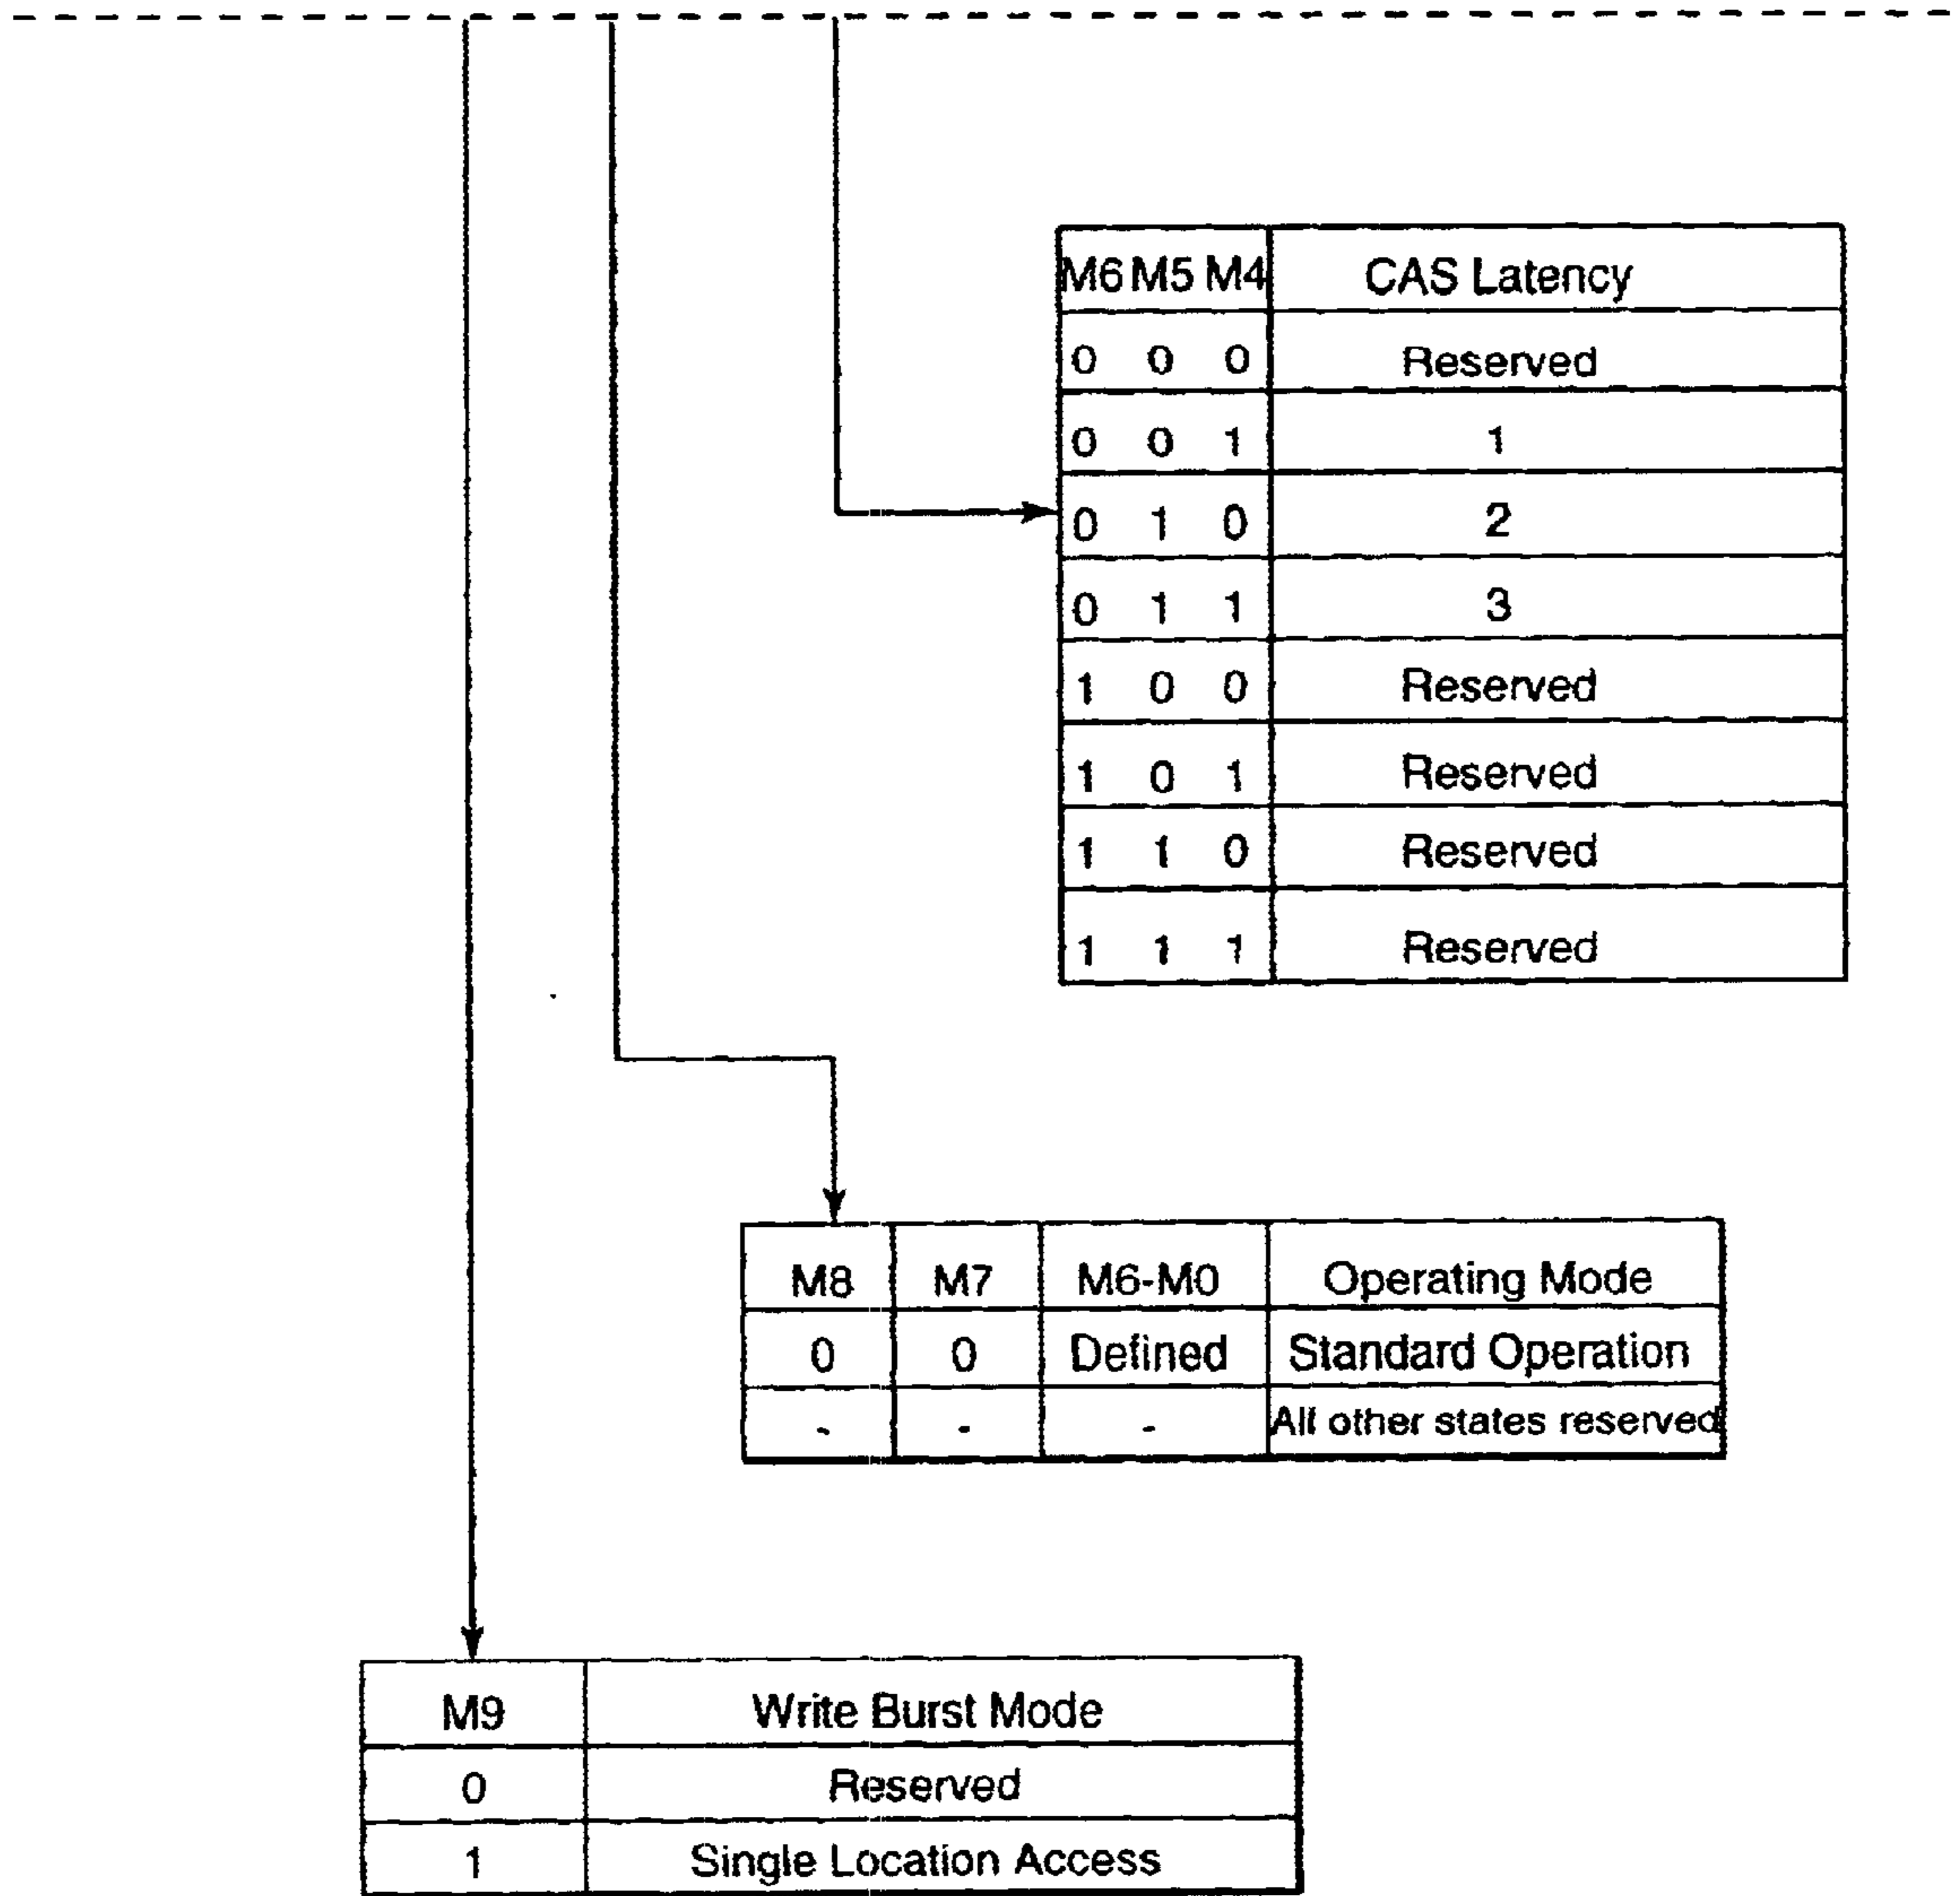 M6 M5 M4 CAS Latency
0 0 0 Reserved
0 0 1 1
0 1 0 2
0 1 1 3
1 0 0 Reserved
1 0 1 Reserved
1 1 0 Reserved
1 1 1 Reserved
M8 M7 M6-M0 Operating Mode
0 0 Defined Standard Operation
- - - All other states reserved
M9 Write Burst Mode
0 Reserved
1 Single Location Access